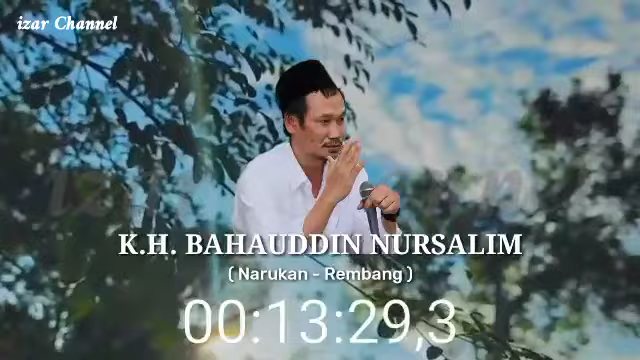 izar Channel
K.H. BAHAUDDIN NURSALIM
( Narukan - Rembang )
00:13:29,3